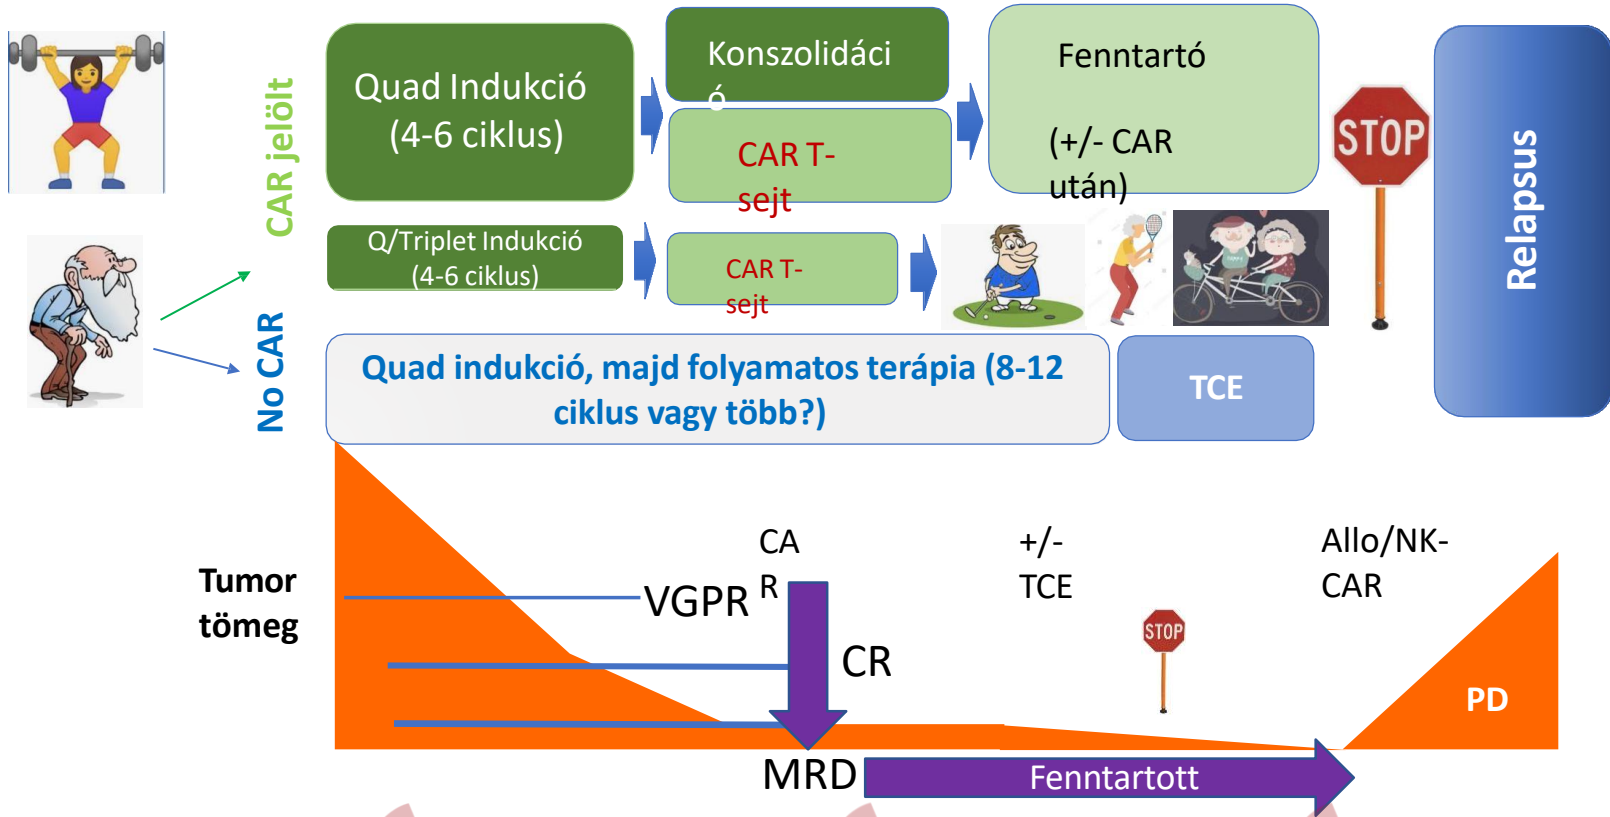 CAR jelölt
Quad Indukció
(4-6 ciklus)
Konszolidáci
ó
CAR T-
sejt
Fenntartó
(+/- CAR
után)
STOP
Relapsus
Q/Triplet Indukció
(4-6 ciklus)
CAR T-
sejt
No CAR
Quad indukció, majd folyamatos terápia (8-12
ciklus vagy több?)
TCE
Tumor
tömeg
VGPR
CA
R
CR
MRD
+/-
TCE
STOP
Allo/NK-
CAR
PD
Fenntartott